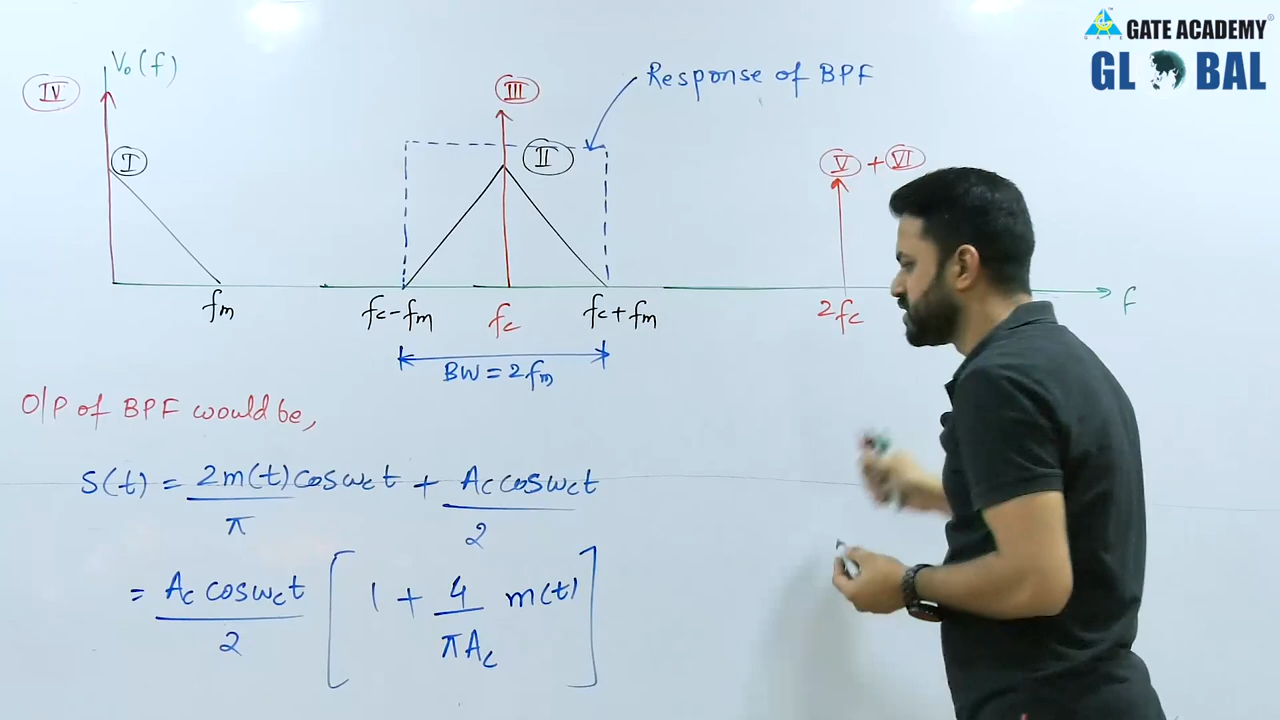 GATE ACADEMY
GATE
GLOBAL
V₀(f)
IV
III
Response of BPF
I
II
V + VI
fm
fc-fm
fc
fc+fm
2fc
f
BW = 2fm
O/P of BPF would be,
S(t) = 2m(t)cosωct/π + Ac cosωct/2
= Ac cosωct/2 [1 + 4/πAc m(t)]